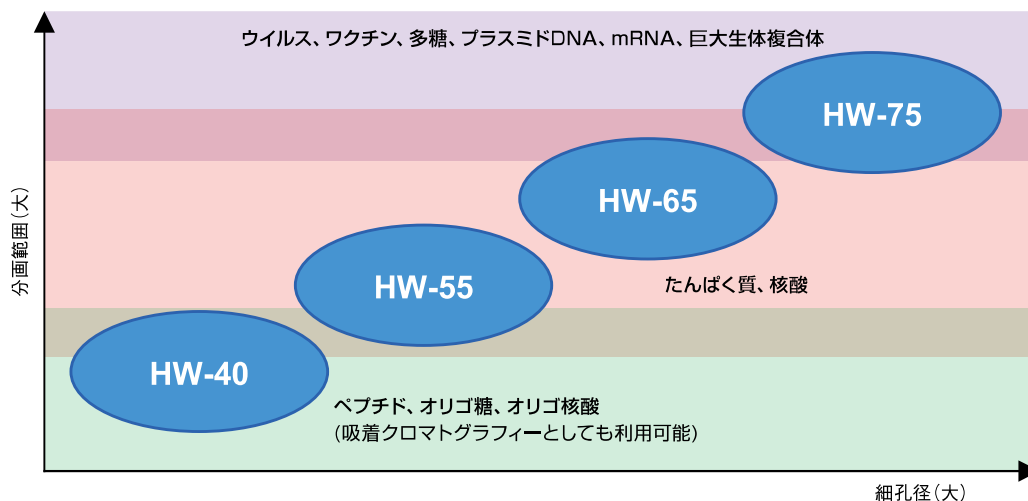 ウイルス、ワクチン、多糖、プラスミドDNA、mRNA、巨大生体複合体
HW-75
HW-65
HW-55
たんぱく質、核酸
HW-40
ペプチド、オリゴ糖、オリゴ核酸
(吸着クロマトグラフィーとしても利用可能)
分画範囲(大)
細孔径(大)